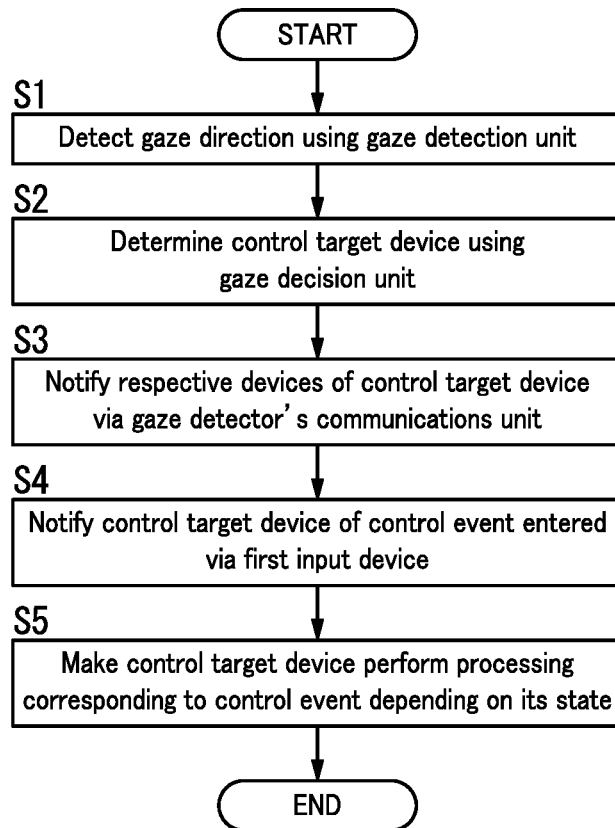 START
S1
Detect gaze direction using gaze detection unit
S2
Determine control target device using
gaze decision unit
S3
Notify respective devices of control target device
via gaze detector's communications unit
S4
Notify control target device of control event entered
via first input device
S5
Make control target device perform processing
corresponding to control event depending on its state
END